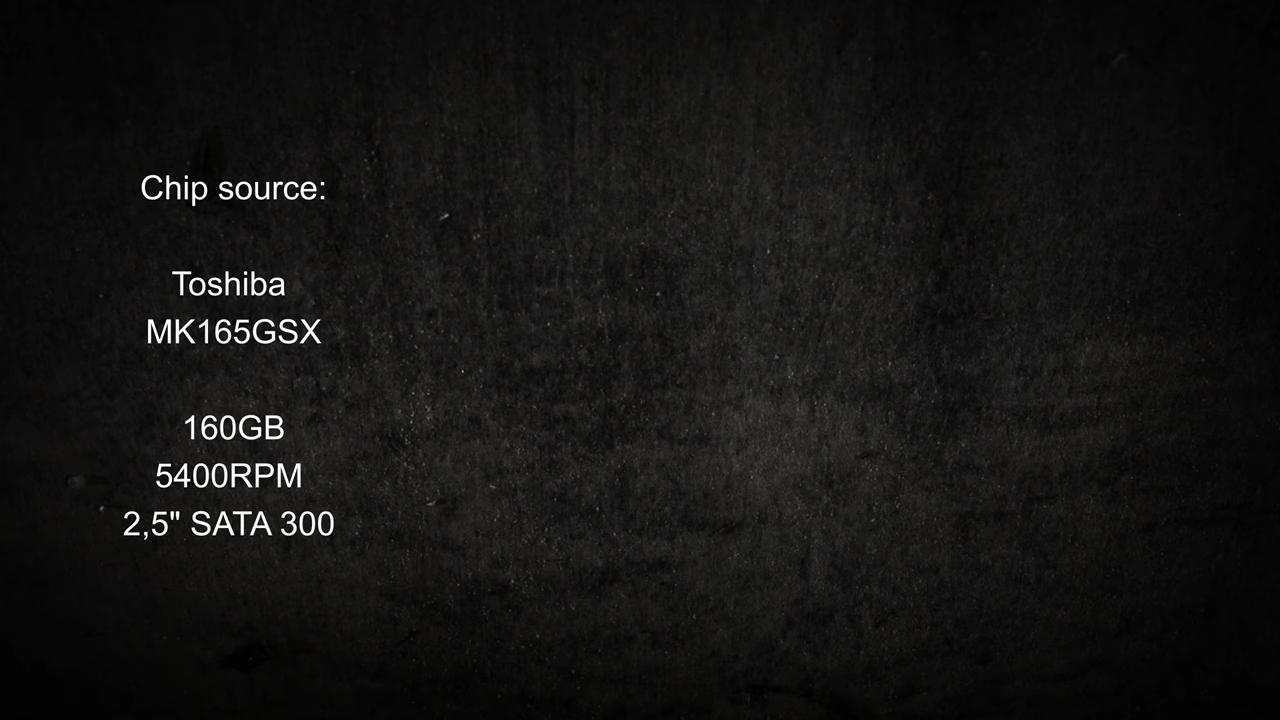 Chip source:
Toshiba
MK165GSX
160GB
5400RPM
2,5" SATA 300